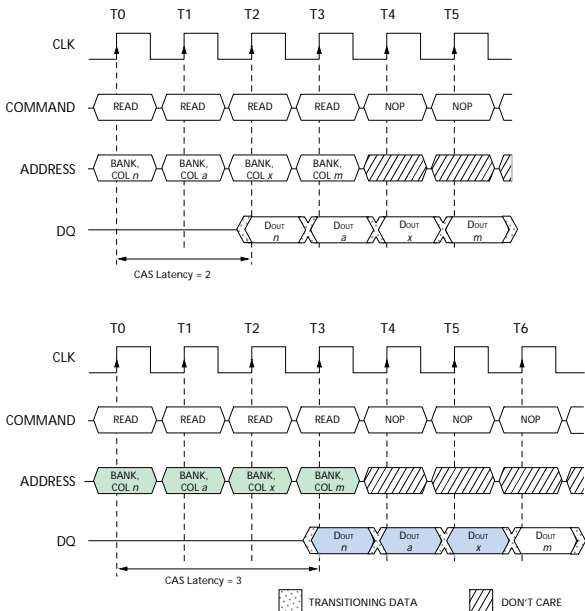 T0 T1 T2 T3 T4 T5
CLK
COMMAND READ READ READ READ NOP NOP
ADDRESS BANK, COL n BANK, COL a BANK, COL x BANK, COL m
DQ DOUT n DOUT a DOUT x DOUT m
CAS Latency = 2
T0 T1 T2 T3 T4 T5 T6
CLK
COMMAND READ READ READ READ NOP NOP NOP
ADDRESS BANK, COL n BANK, COL a BANK, COL x BANK, COL m
DQ DOUT n DOUT a DOUT x DOUT m
CAS Latency = 3
TRANSITIONING DATA DON'T CARE